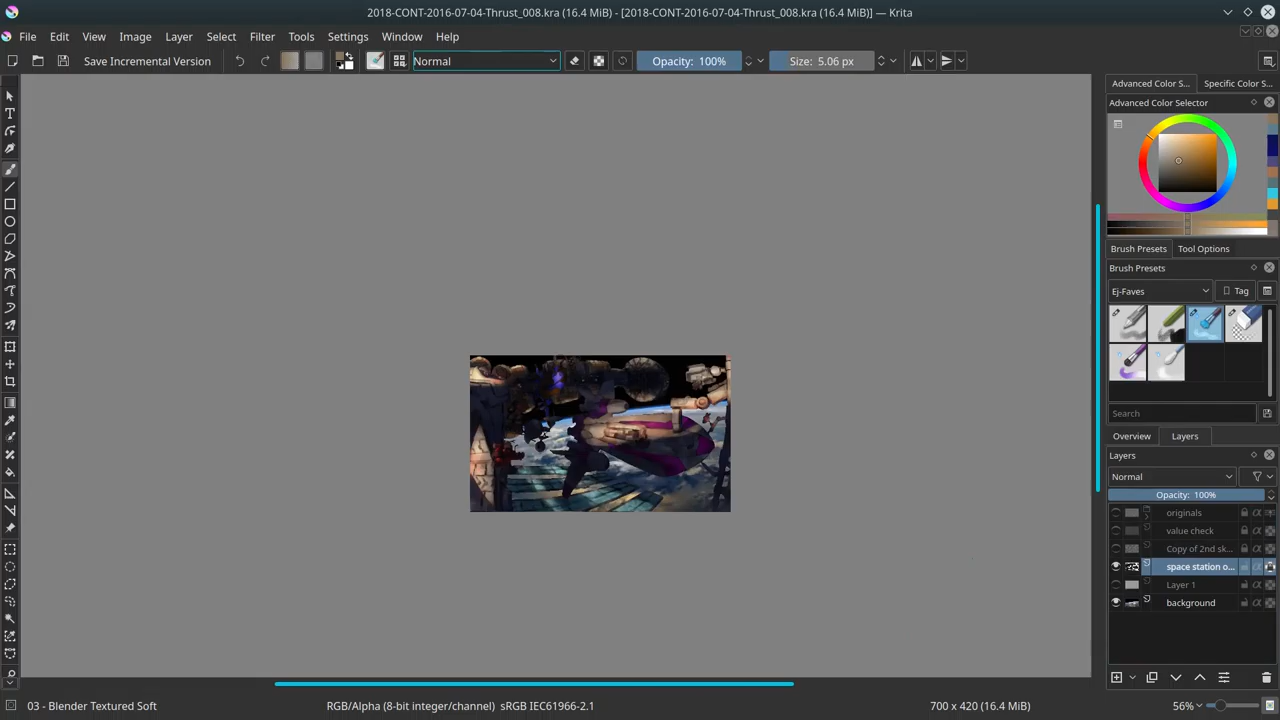 2018-CONT-2016-07-04-Thrust_008.kra (16.4 MiB) - [2018-CONT-2016-07-04-Thrust_008.kra (16.4 MiB)] — Krita
File Edit View Image Layer Select Filter Tools Settings Window Help
Save Incremental Version Normal Opacity: 100% Size: 5.06 px
Advanced Color S... Specific Color S...
Advanced Color Selector
Brush Presets Tool Options
Brush Presets
Ej-Faves Tag
Search
Overview Layers
Layers
Normal
Opacity: 100%
originals
value check
Copy of 2nd sk...
space station o...
Layer 1
background
03 - Blender Textured Soft RGB/Alpha (8-bit integer/channel) sRGB IEC61966-2.1 700 x 420 (16.4 MiB) 56%